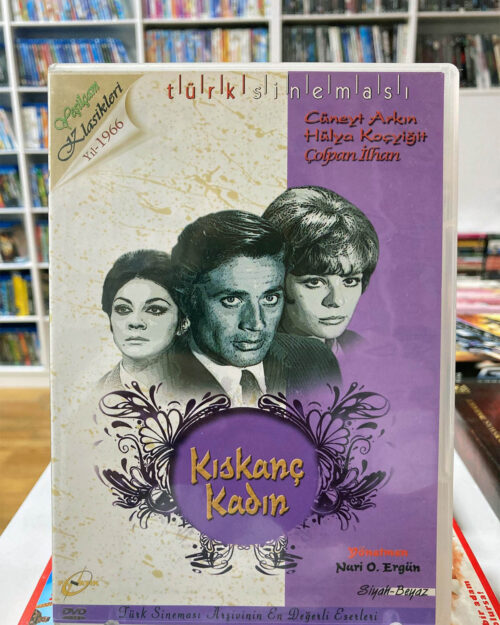 Yeşilçam
Klasikleri
Yıl-1966
türk sineması
Cüneyt Arkın
Hülya Koçyiğit
Çolpan İlhan
Kıskanç
Kadın
Yönetmen
Nuri O. Ergün
Siyah-Beyaz
DVD
Türk Sineması Arşivinin En Değerli Eserleri